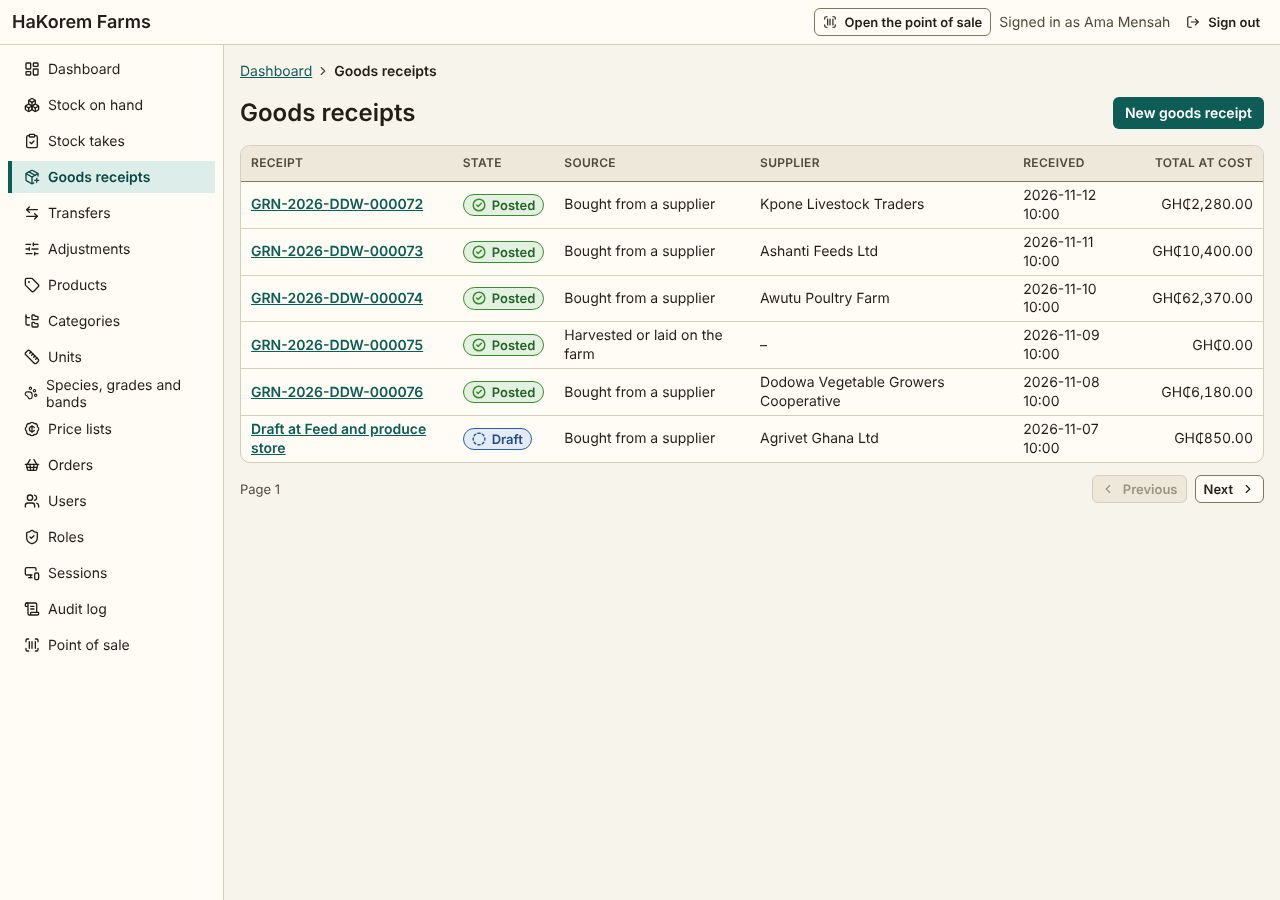 HaKorem Farms
Open the point of sale
Signed in as Ama Mensah
Sign out
Dashboard
Stock on hand
Stock takes
Goods receipts
Transfers
Adjustments
Products
Categories
Units
Species, grades and
bands
Price lists
Orders
Users
Roles
Sessions
Audit log
Point of sale
Dashboard > Goods receipts
Goods receipts
New goods receipt
RECEIPT STATE SOURCE SUPPLIER RECEIVED TOTAL AT COST
GRN-2026-DDW-000072 Posted Bought from a supplier Kpone Livestock Traders 2026-11-12 GH₵2,280.00
10:00
GRN-2026-DDW-000073 Posted Bought from a supplier Ashanti Feeds Ltd 2026-11-11 GH₵10,400.00
10:00
GRN-2026-DDW-000074 Posted Bought from a supplier Awutu Poultry Farm 2026-11-10 GH₵62,370.00
10:00
GRN-2026-DDW-000075 Posted Harvested or laid on the – 2026-11-09 GH₵0.00
farm 10:00
GRN-2026-DDW-000076 Posted Bought from a supplier Dodowa Vegetable Growers 2026-11-08 GH₵6,180.00
Cooperative 10:00
Draft at Feed and produce Draft Bought from a supplier Agrivet Ghana Ltd 2026-11-07 GH₵850.00
store 10:00
Page 1
Previous
Next